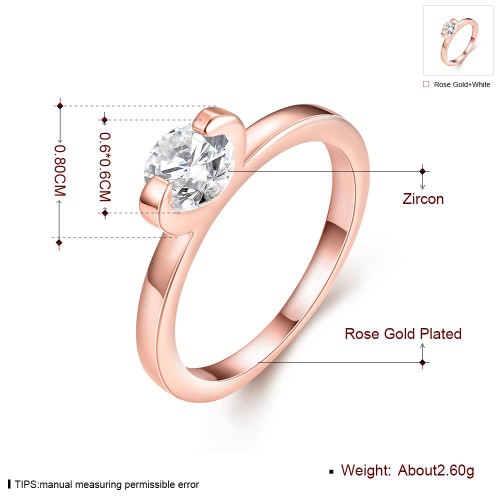 Rose Gold+White
0.80CM
0.6*0.6CM
Zircon
Rose Gold Plated
Weight: About2.60g
TIPS:manual measuring permissible error